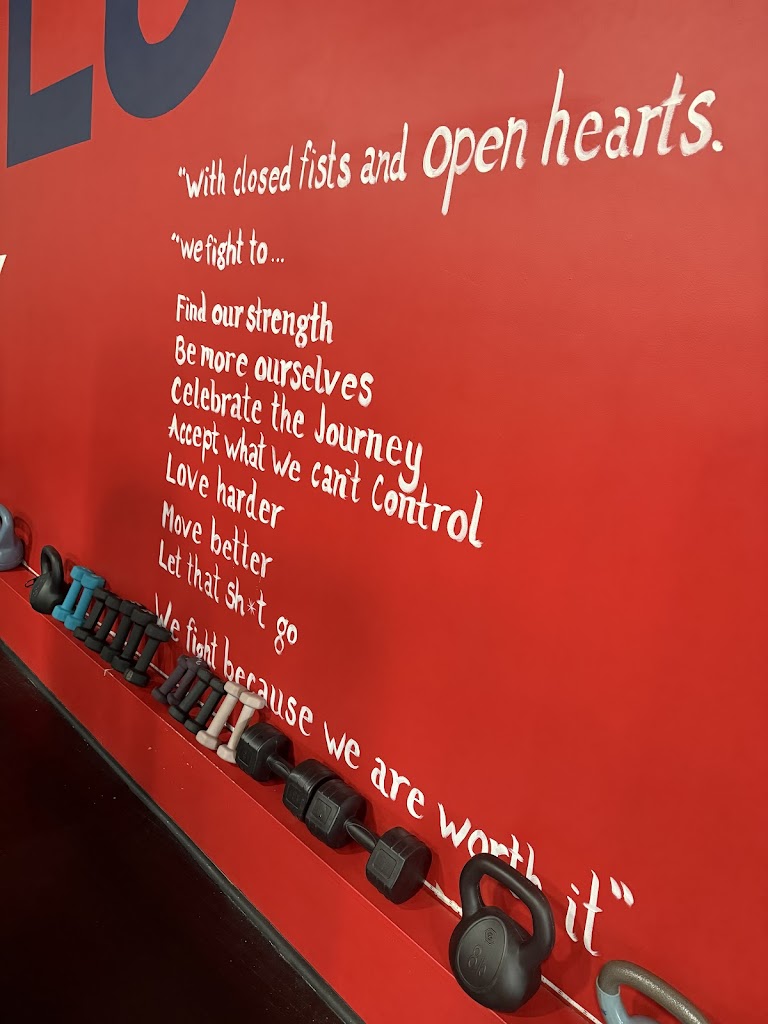 "With closed fists and open hearts.
"we fight to...
Find our strength
Be more ourselves
Celebrate the Journey
Accept what we can't control
Love harder
Move better
Let that sh*t go
We fight because we are worth it"